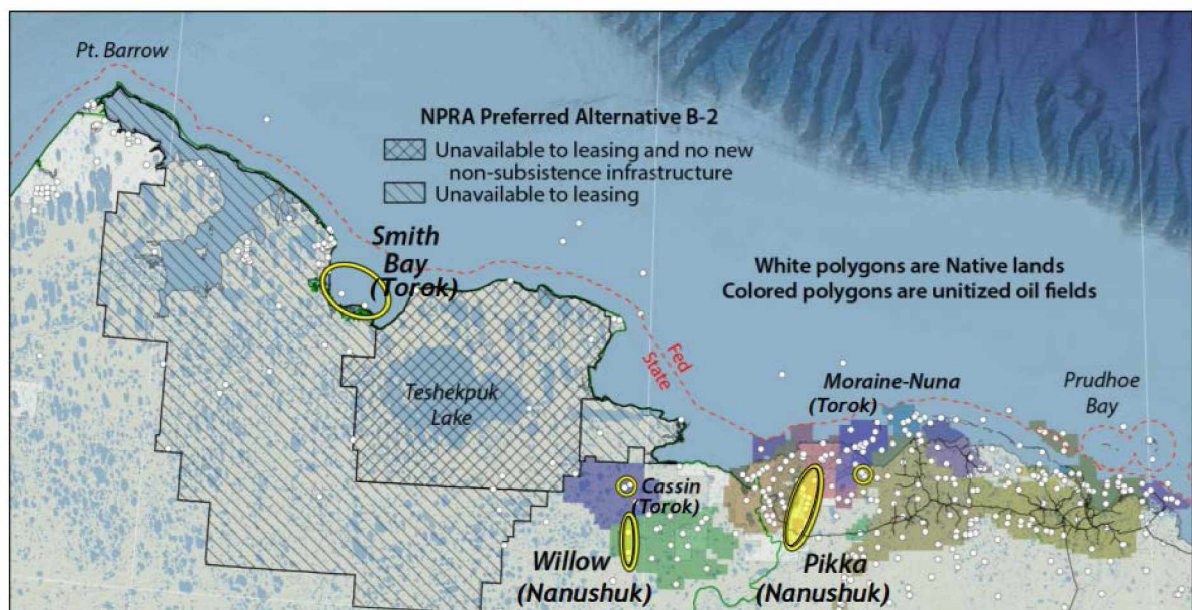 Pt. Barrow
NPRA Preferred Alternative B-2
Unavailable to leasing and no new
non-subsistence infrastructure
Unavailable to leasing
Smith
Bay
(Torok)
White polygons are Native lands
Colored polygons are unitized oil fields
Fed
State
Teshekpuk
Lake
Moraine-Nuna
(Torok)
Prudhoe
Bay
Cassin
(Torok)
Willow
(Nanushuk)
Pikka
(Nanushuk)